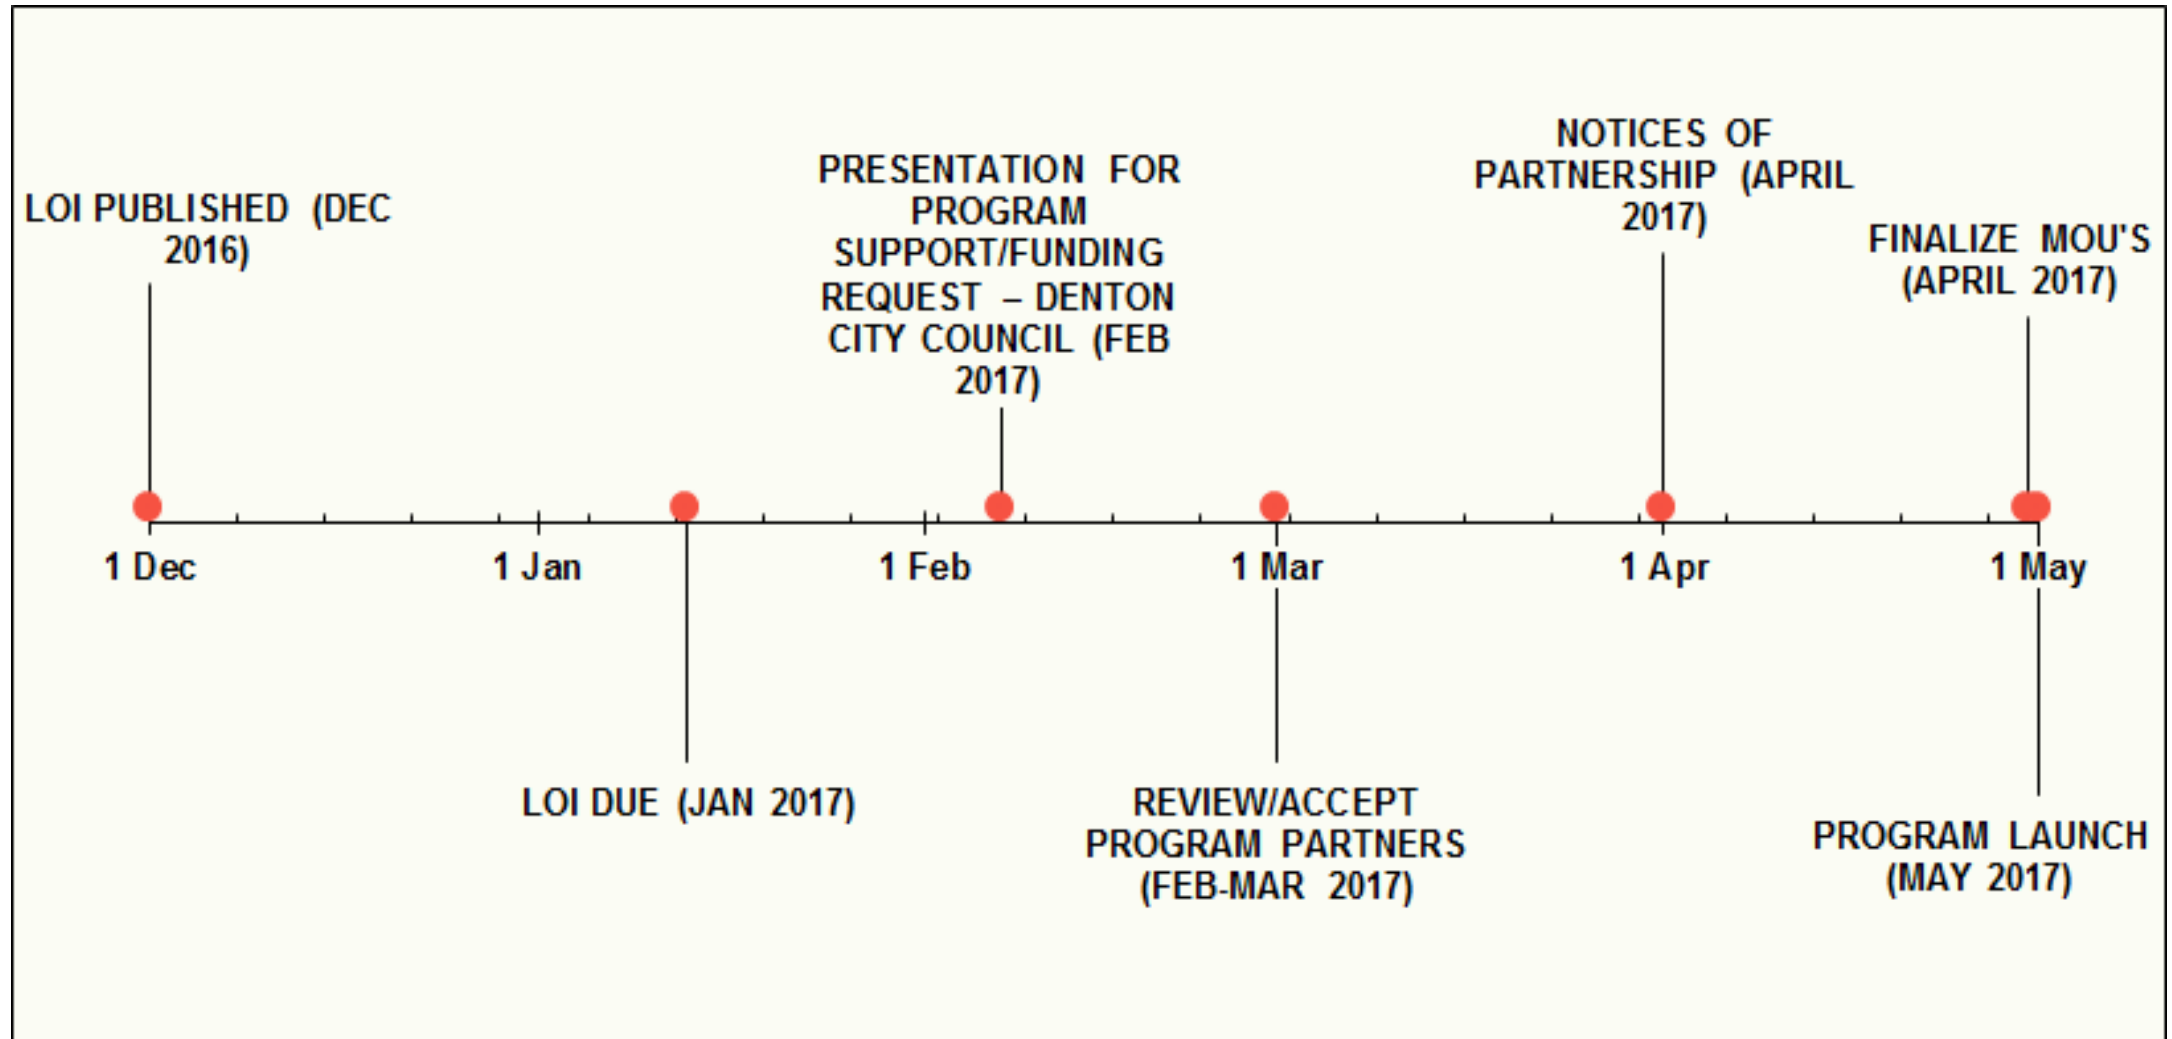 LOI PUBLISHED (DEC
2016)
PRESENTATION FOR
PROGRAM
SUPPORT/FUNDING
REQUEST – DENTON
CITY COUNCIL (FEB
2017)
NOTICES OF
PARTNERSHIP (APRIL
2017)
FINALIZE MOU'S
(APRIL 2017)
1 Dec
1 Jan
1 Feb
1 Mar
1 Apr
1 May
LOI DUE (JAN 2017)
REVIEW/ACCEPT
PROGRAM PARTNERS
(FEB-MAR 2017)
PROGRAM LAUNCH
(MAY 2017)